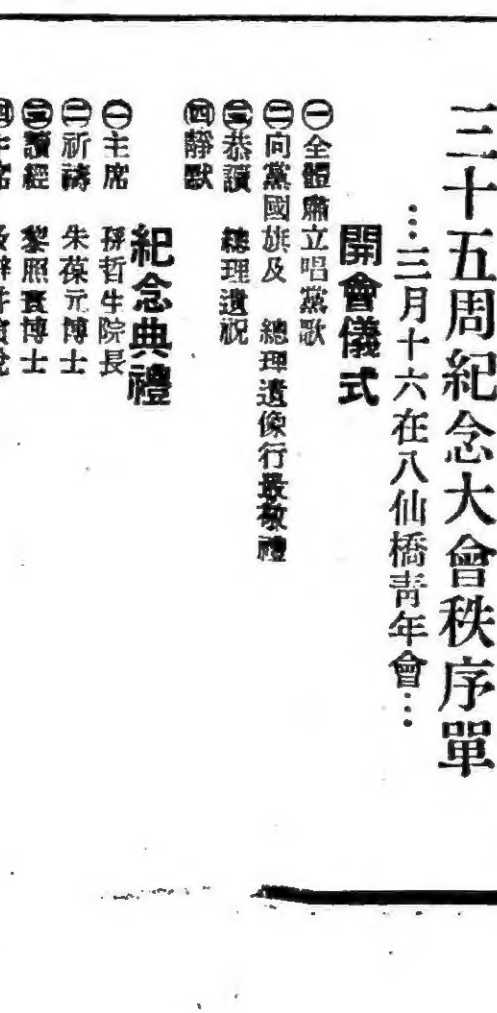 三十五周紀念大會秩序單
…三月十六在八仙橋靑年會…
開會儀式
㊀全體肅立唱黨歌
㊁向黨國旗及 總理遺像行最敬禮
㊂恭讀 總理遺祝
㊃靜默
紀念典禮
㊀主席 孫哲生院長
㊁祈禱 朱葆元博士
㊂讀經 黎照寰博士